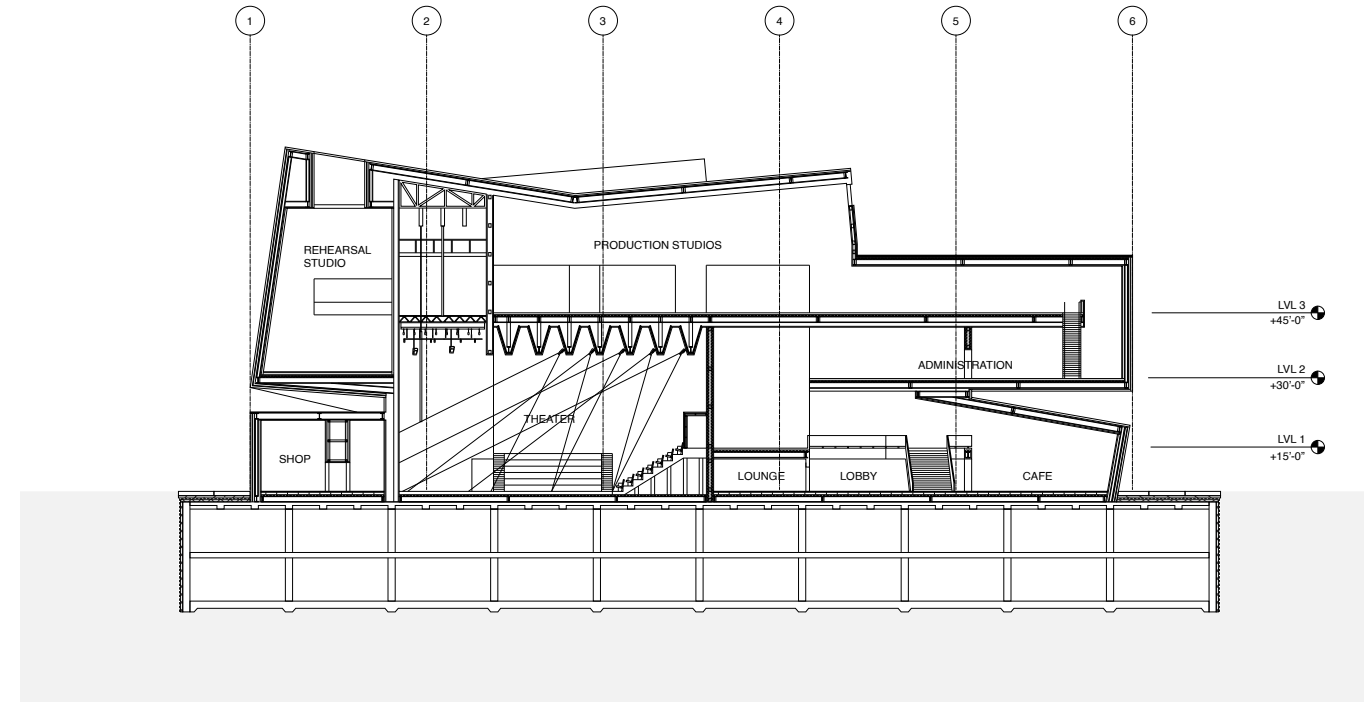 1
2
3
4
5
6
REHEARSAL
STUDIO
PRODUCTION STUDIOS
LVL 3
+45'-0"
ADMINISTRATION
LVL 2
+30'-0"
THEATER
LVL 1
+15'-0"
SHOP
LOUNGE
LOBBY
CAFE